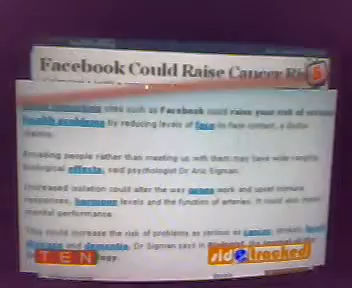 Facebook Could Raise Cancer Ri
5
sites such as Facebook could raise your risk of serious
health problems by reducing levels of face to face contact, a doctor
claims.
Emailing people rather than meeting up with them may have wide ranging
biological effects, said psychologist Dr Aric Sigman.
Increased isolation could alter the way genes work and upset immune
responses, hormone levels and the function of arteries. It could also
mental performance.
This could increase the risk of problems as serious as cancer, strokes, heart
disease and dementia, Dr Sigman says in
TEN
sidetracked